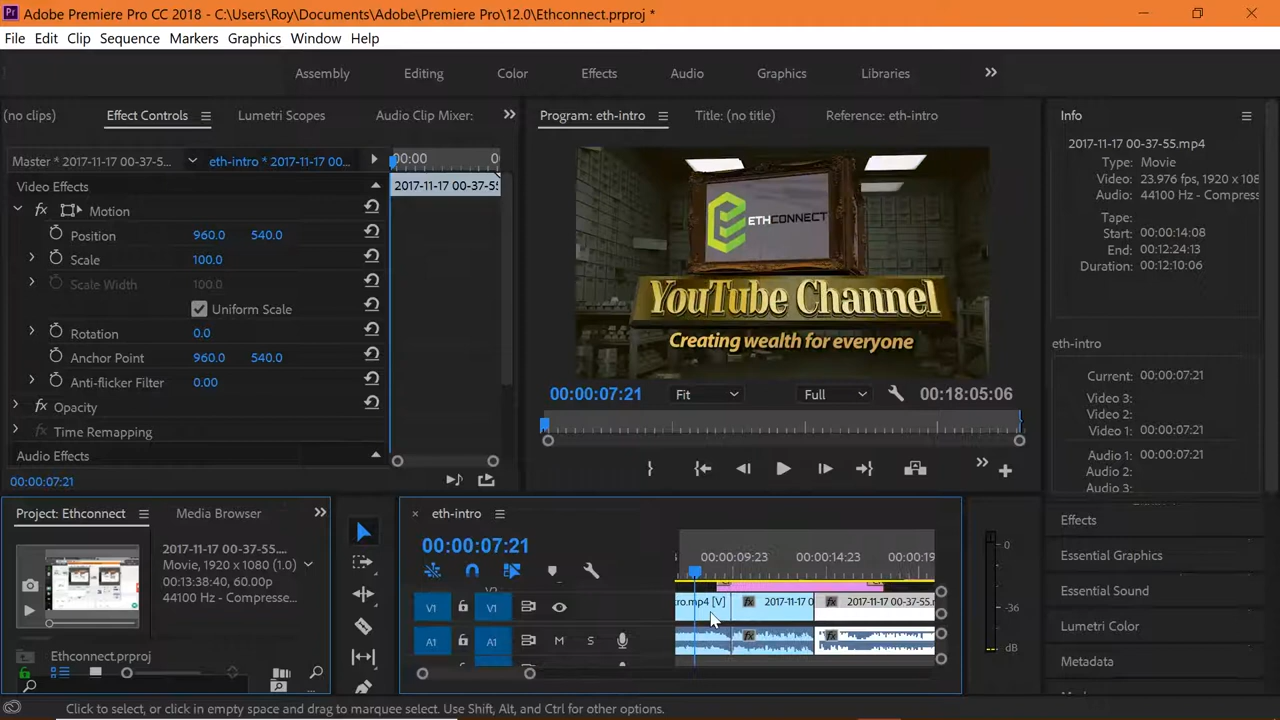 Adobe Premiere Pro CC 2018 - C:\Users\Roy\Documents\Adobe\Premiere Pro\12.0\Ethconnect.prproj *
File Edit Clip Sequence Markers Graphics Window Help
Assembly Editing Color Effects Audio Graphics Libraries
(no clips) Effect Controls Lumetri Scopes Audio Clip Mixer:
Master * 2017-11-17 00-37-5... eth-intro * 2017-11-17 00...
00:00 0
2017-11-17 00-37-5
Video Effects
fx Motion
Position 960.0 540.0
Scale 100.0
Scale Width 100.0
Uniform Scale
Rotation 0.0
Anchor Point 960.0 540.0
Anti-flicker Filter 0.00
fx Opacity
fx Time Remapping
Audio Effects
00:00:07:21
Program: eth-intro Title: (no title) Reference: eth-intro
ETHCONNECT
YouTube Channel
Creating wealth for everyone
00:00:07:21 Fit Full 00:18:05:06
Info
2017-11-17 00-37-55.mp4
Type: Movie
Video: 23.976 fps, 1920 x 108
Audio: 44100 Hz - Compress
Tape:
Start: 00:00:14:08
End: 00:12:24:13
Duration: 00:12:10:06
eth-intro
Current: 00:00:07:21
Video 3:
Video 2:
Video 1: 00:00:07:21
Audio 1: 00:00:07:21
Audio 2:
Audio 3:
Effects
Essential Graphics
Essential Sound
Lumetri Color
Metadata
Project: Ethconnect Media Browser
2017-11-17 00-37-55....
Movie, 1920 x 1080 (1.0)
00:13:38:40, 60.00p
44100 Hz - Compress...
Ethconnect.prproj
× eth-intro
00:00:07:21
00:00:09:23 00:00:14:23 00:00:19
V1 V1 ro.mp4 [V] fx 2017-11-17 0 fx 2017-11-17 00-37-55.m
A1 A1 M S fx fx
0
-36
dB
Click to select, or click in empty space and drag to marquee select. Use Shift, Alt, and Ctrl for other options.